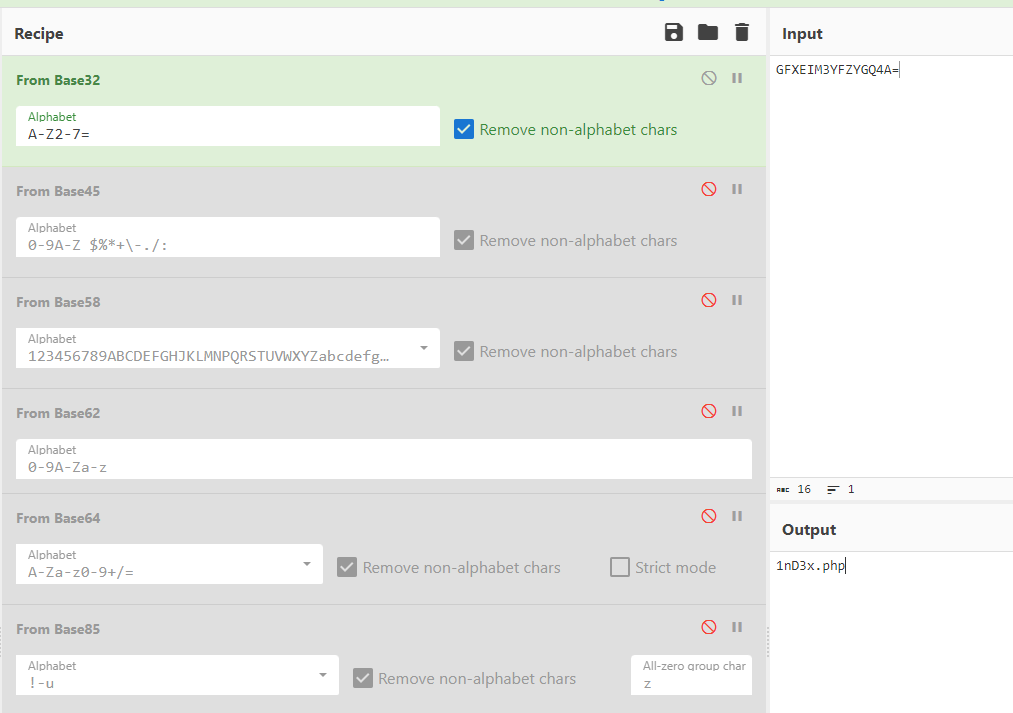 Recipe
From Base32
Alphabet
A-Z2-7=
Remove non-alphabet chars
From Base45
Alphabet
0-9A-Z $%*+\-./:
Remove non-alphabet chars
From Base58
Alphabet
123456789ABCDEFGHJKLMNPQRSTUVWXYZabcdefg…
Remove non-alphabet chars
From Base62
Alphabet
0-9A-Za-z
From Base64
Alphabet
A-Za-z0-9+/=
Remove non-alphabet chars
Strict mode
From Base85
Alphabet
!-u
Remove non-alphabet chars
All-zero group char
z
Input
GFXEIM3YFZYGQ4A=
ABC 16 1
Output
1nD3x.php